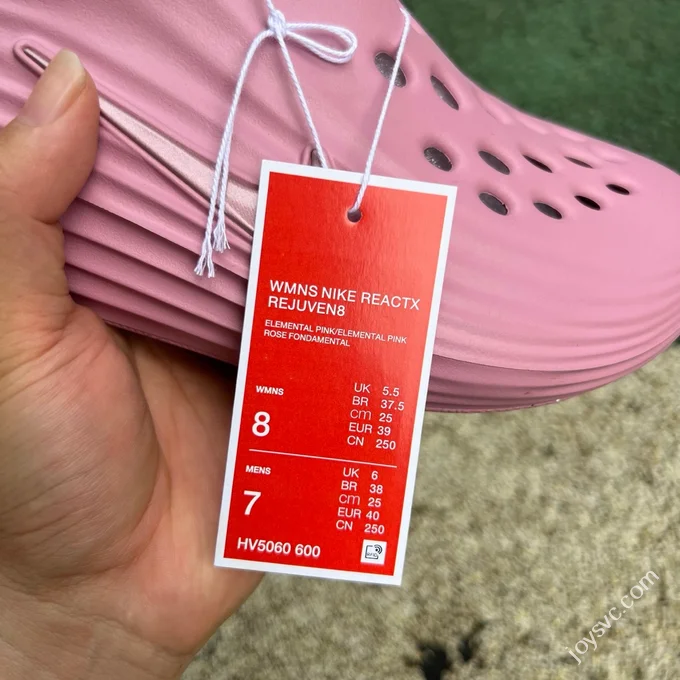 WMNS NIKE REACTX
REJUVEN8
ELEMENTAL PINK/ELEMENTAL PINK
ROSE FONDAMENTAL
WMNS
8
UK 5.5
BR 37.5
cm 25
EUR 39
CN 250
MENS
7
UK 6
BR 38
cm 25
EUR 40
CN 250
HV5060 600
joysvc.com